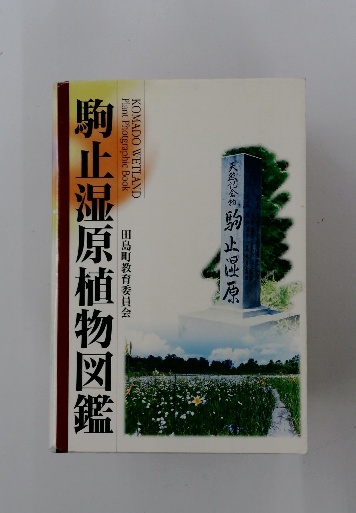 駒止湿原植物図鑑
KOMADO WETLAND
Plant Photographic Book
田島町教育委員会
天然記念物
駒止湿原